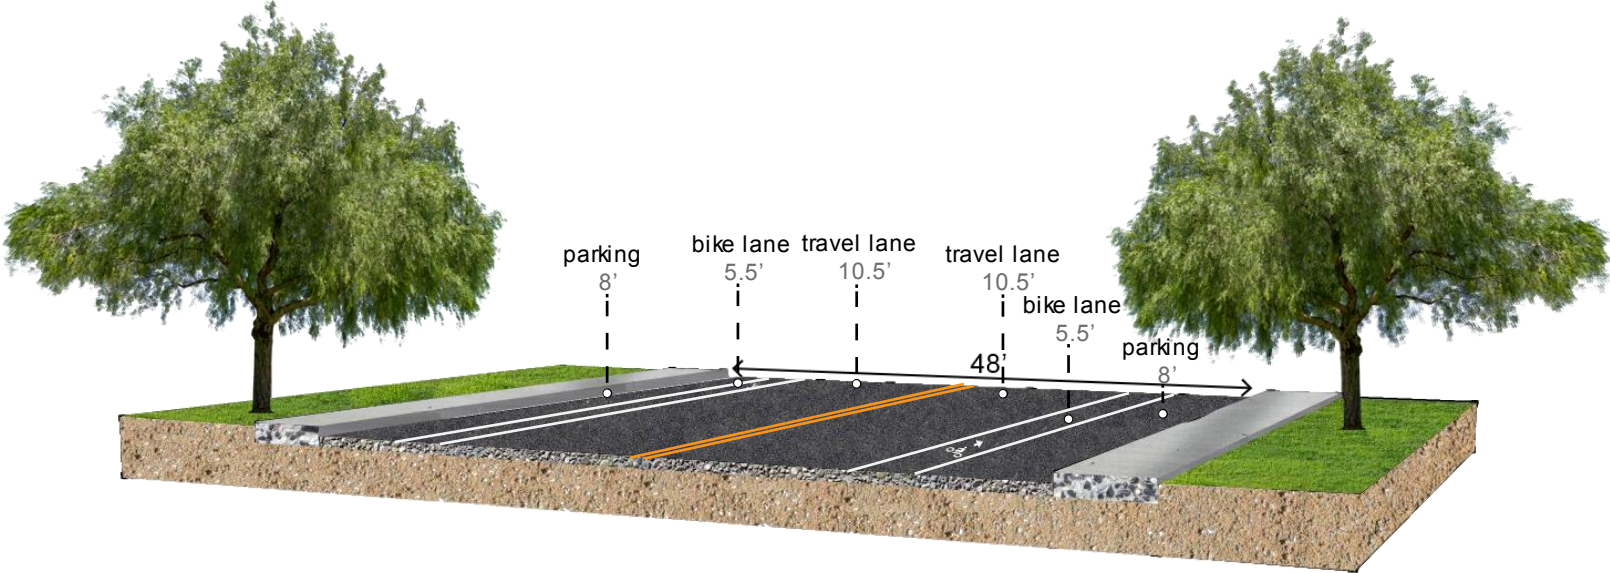 parking
8’
bike lane
5.5’
travel lane
10.5’
travel lane
10.5’
bike lane
5.5’
parking
8’
48’